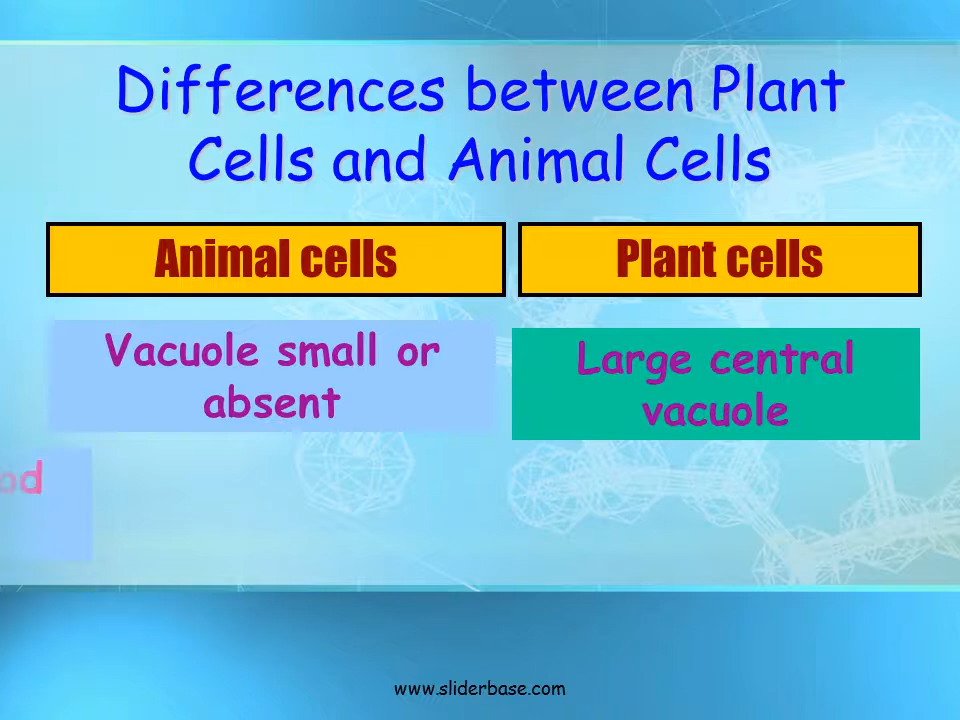 Differences between Plant
Cells and Animal Cells
Animal cells
Plant cells
Vacuole small or
absent
Large central
vacuole
www.sliderbase.com